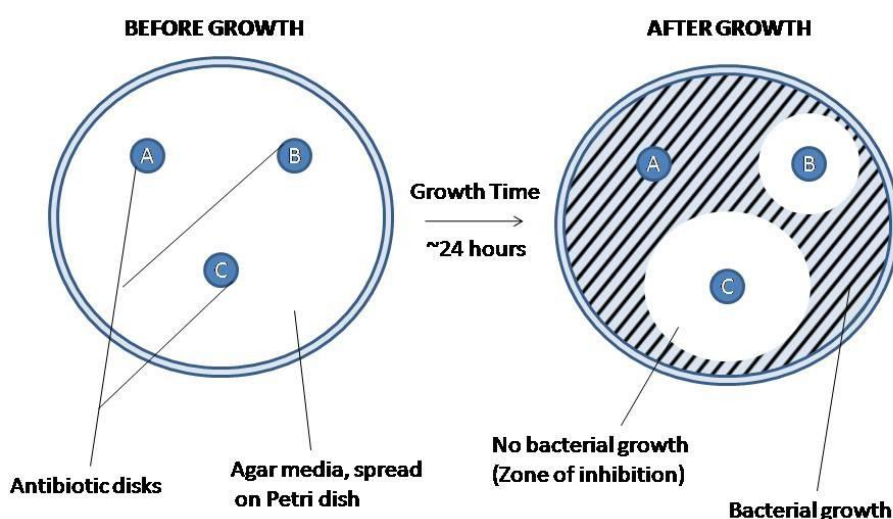 BEFORE GROWTH
A
B
C
Antibiotic disks
Agar media, spread
on Petri dish
Growth Time
~24 hours
AFTER GROWTH
A
B
C
No bacterial growth
(Zone of inhibition)
Bacterial growth